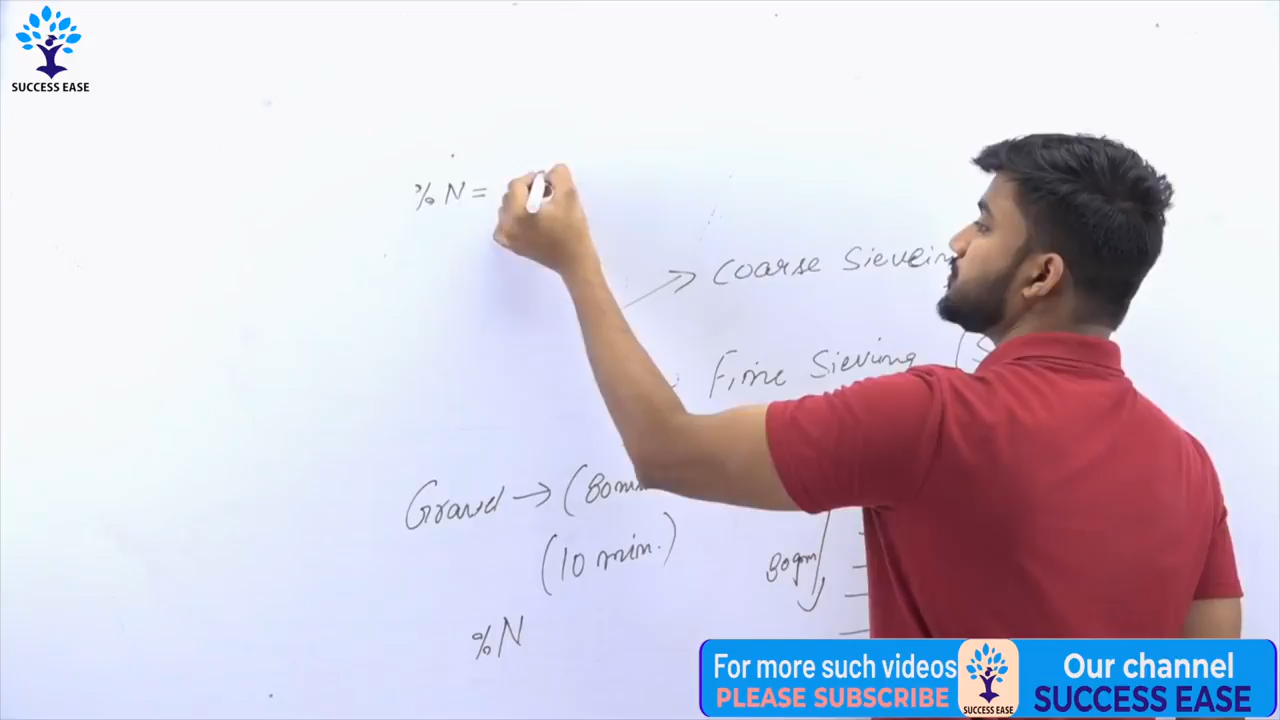 SUCCESS EASE
% N =
Coarse Sievein
Fine Sieving (S
Gravel → (80mm
(10 min.)
80gm
% N
For more such videos
PLEASE SUBSCRIBE
SUCCESS EASE
Our channel
SUCCESS EASE